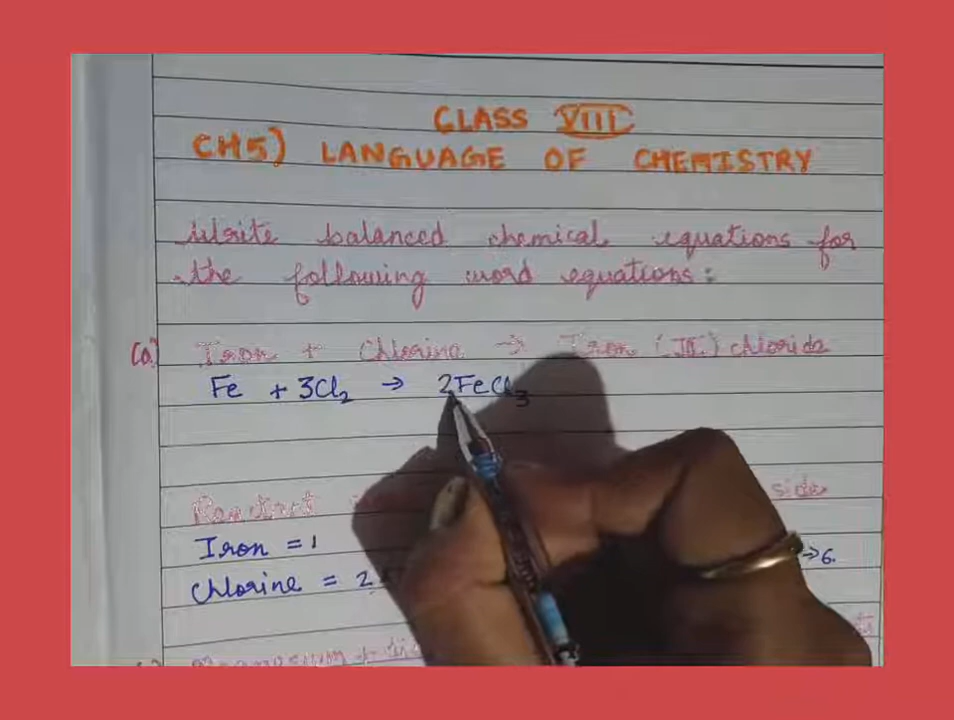 CLASS VIII
CH5) LANGUAGE OF CHEMISTRY
Write balanced chemical equations for
the following word equations:
(a) Iron + Chlorine → Iron (III) chloride
Fe + 3Cl₂ → 2FeCl₃
Reactant side
Iron = 1
Chlorine = 2 →6.